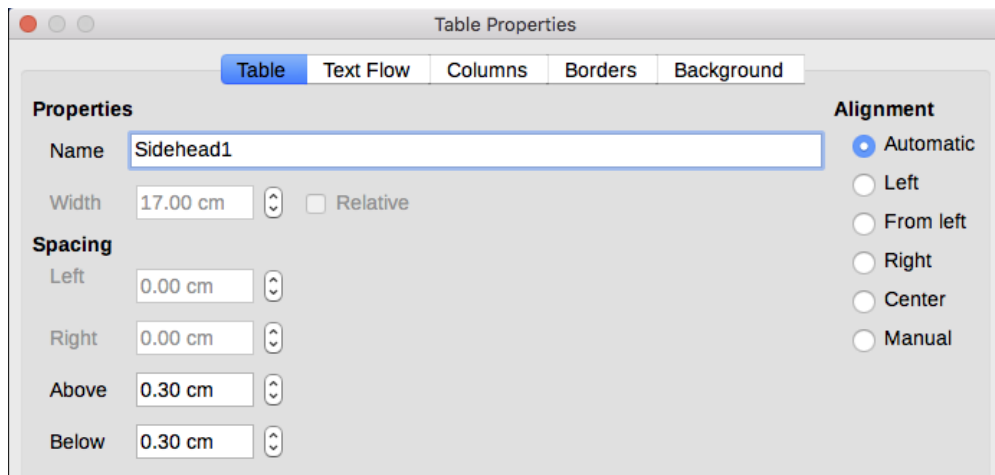 Table Properties
Table Text Flow Columns Borders Background
Properties
Name Sidehead1
Width 17.00 cm Relative
Spacing
Left 0.00 cm
Right 0.00 cm
Above 0.30 cm
Below 0.30 cm
Alignment
Automatic
Left
From left
Right
Center
Manual